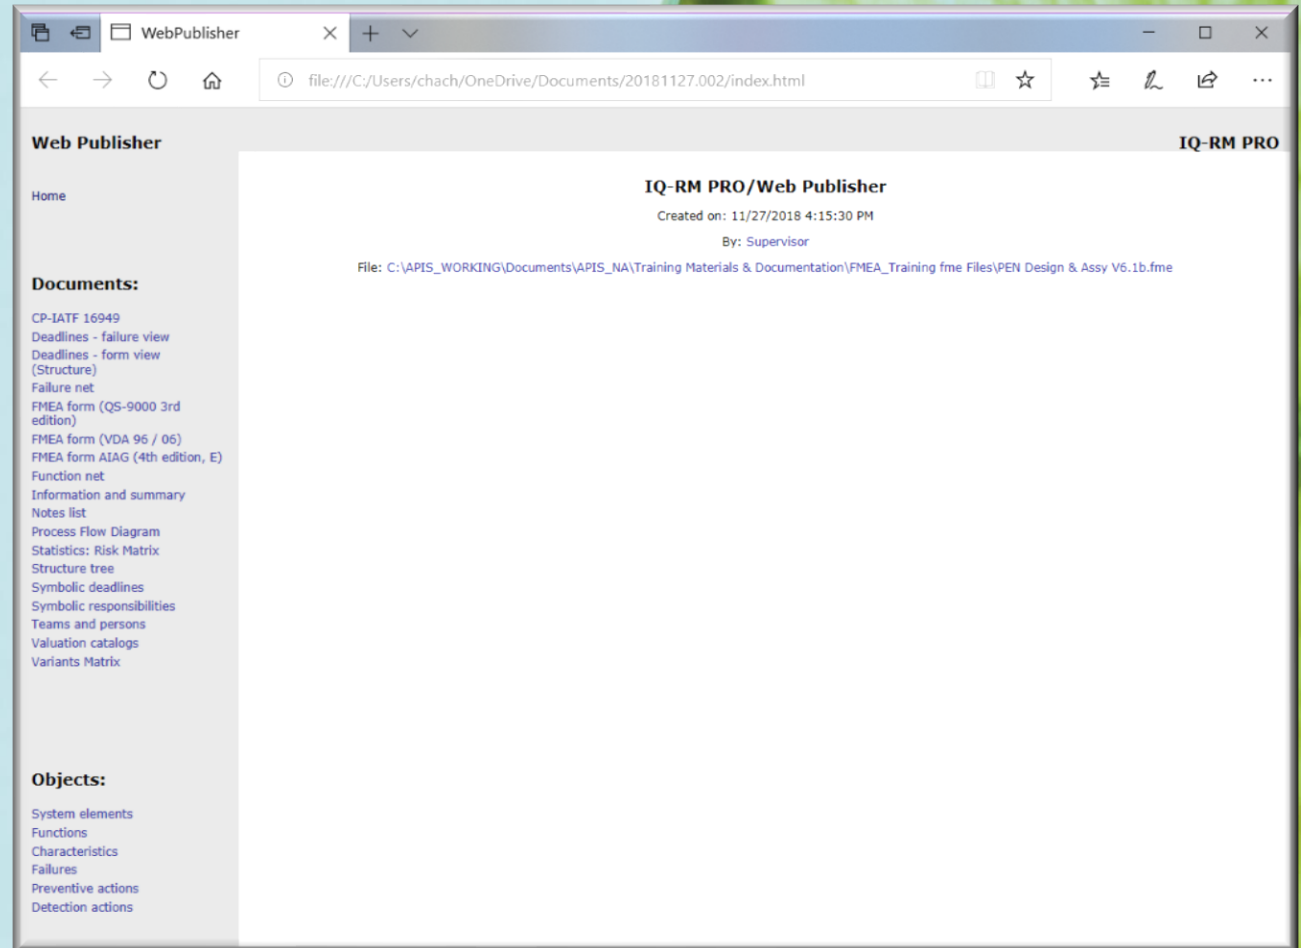 WebPublisher
file:///C:/Users/chach/OneDrive/Documents/20181127.002/index.html
Web Publisher
IQ-RM PRO
Home
IQ-RM PRO/Web Publisher
Created on: 11/27/2018 4:15:30 PM
By: Supervisor
File: C:\APIS_WORKING\Documents\APIS_NA\Training Materials & Documentation\FMEA_Training fme Files\PEN Design & Assy V6.1b.fme
Documents:
CP-IATF 16949
Deadlines - failure view
Deadlines - form view
(Structure)
Failure net
FMEA form (QS-9000 3rd
edition)
FMEA form (VDA 96 / 06)
FMEA form AIAG (4th edition, E)
Function net
Information and summary
Notes list
Process Flow Diagram
Statistics: Risk Matrix
Structure tree
Symbolic deadlines
Symbolic responsibilities
Teams and persons
Valuation catalogs
Variants Matrix
Objects:
System elements
Functions
Characteristics
Failures
Preventive actions
Detection actions